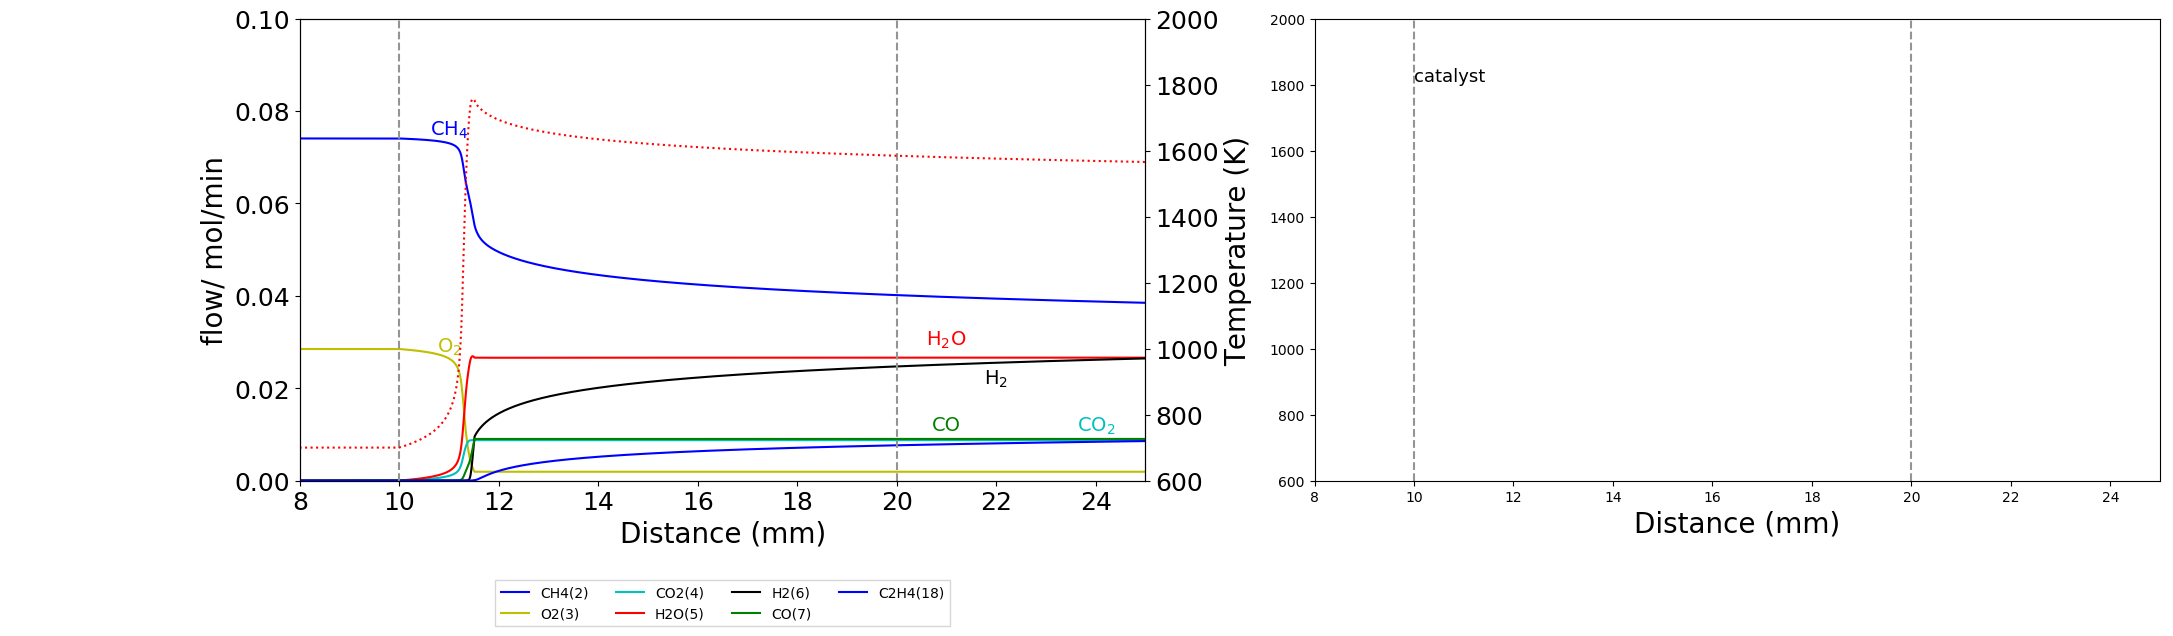 0.10
0.08
0.06
0.04
0.02
0.00
flow/ mol/min
8 10 12 14 16 18 20 22 24
Distance (mm)
CH4
O2
H2O
H2
CO
CO2
2000
1800
1600
1400
1200
1000
800
600
Temperature (K)
CH4(2) CO2(4) H2(6) C2H4(18)
O2(3) H2O(5) CO(7)
2000
1800
1600
1400
1200
1000
800
600
catalyst
8 10 12 14 16 18 20 22 24
Distance (mm)